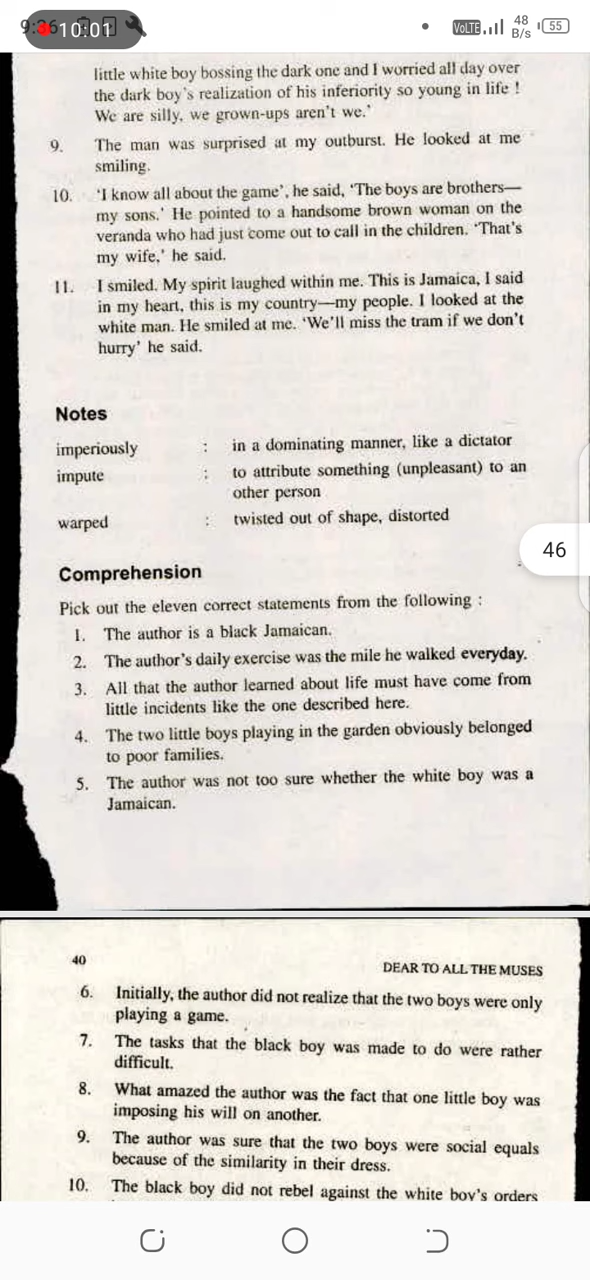 9:36 10:01 VoLTE 48 B/s 55
little white boy bossing the dark one and I worried all day over
the dark boy's realization of his inferiority so young in life !
We are silly, we grown-ups aren't we.'
9. The man was surprised at my outburst. He looked at me
smiling.
10. 'I know all about the game', he said, 'The boys are brothers—
my sons.' He pointed to a handsome brown woman on the
veranda who had just come out to call in the children. 'That's
my wife,' he said.
11. I smiled. My spirit laughed within me. This is Jamaica, I said
in my heart, this is my country—my people. I looked at the
white man. He smiled at me. 'We'll miss the tram if we don't
hurry' he said.
Notes
imperiously : in a dominating manner, like a dictator
impute : to attribute something (unpleasant) to an
other person
warped : twisted out of shape, distorted
46
Comprehension
Pick out the eleven correct statements from the following :
1. The author is a black Jamaican.
2. The author's daily exercise was the mile he walked everyday.
3. All that the author learned about life must have come from
little incidents like the one described here.
4. The two little boys playing in the garden obviously belonged
to poor families.
5. The author was not too sure whether the white boy was a
Jamaican.
40 DEAR TO ALL THE MUSES
6. Initially, the author did not realize that the two boys were only
playing a game.
7. The tasks that the black boy was made to do were rather
difficult.
8. What amazed the author was the fact that one little boy was
imposing his will on another.
9. The author was sure that the two boys were social equals
because of the similarity in their dress.
10. The black boy did not rebel against the white boy's orders